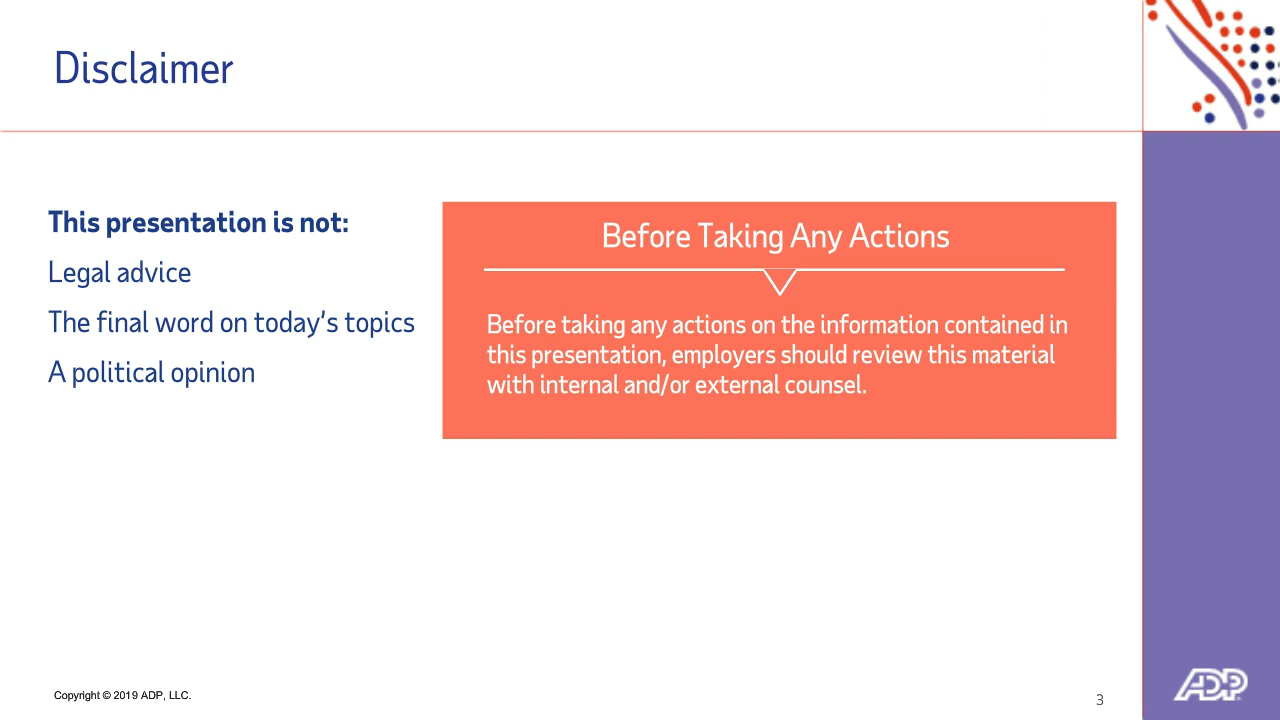 Disclaimer
This presentation is not:
Legal advice
The final word on today's topics
A political opinion
Before Taking Any Actions
Before taking any actions on the information contained in
this presentation, employers should review this material
with internal and/or external counsel.
Copyright © 2019 ADP, LLC.
3
ADP